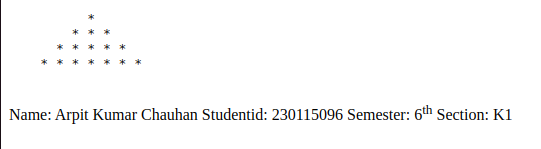 *
* * *
* * * * *
* * * * * * *
Name: Arpit Kumar Chauhan Studentid: 230115096 Semester: 6th Section: K1